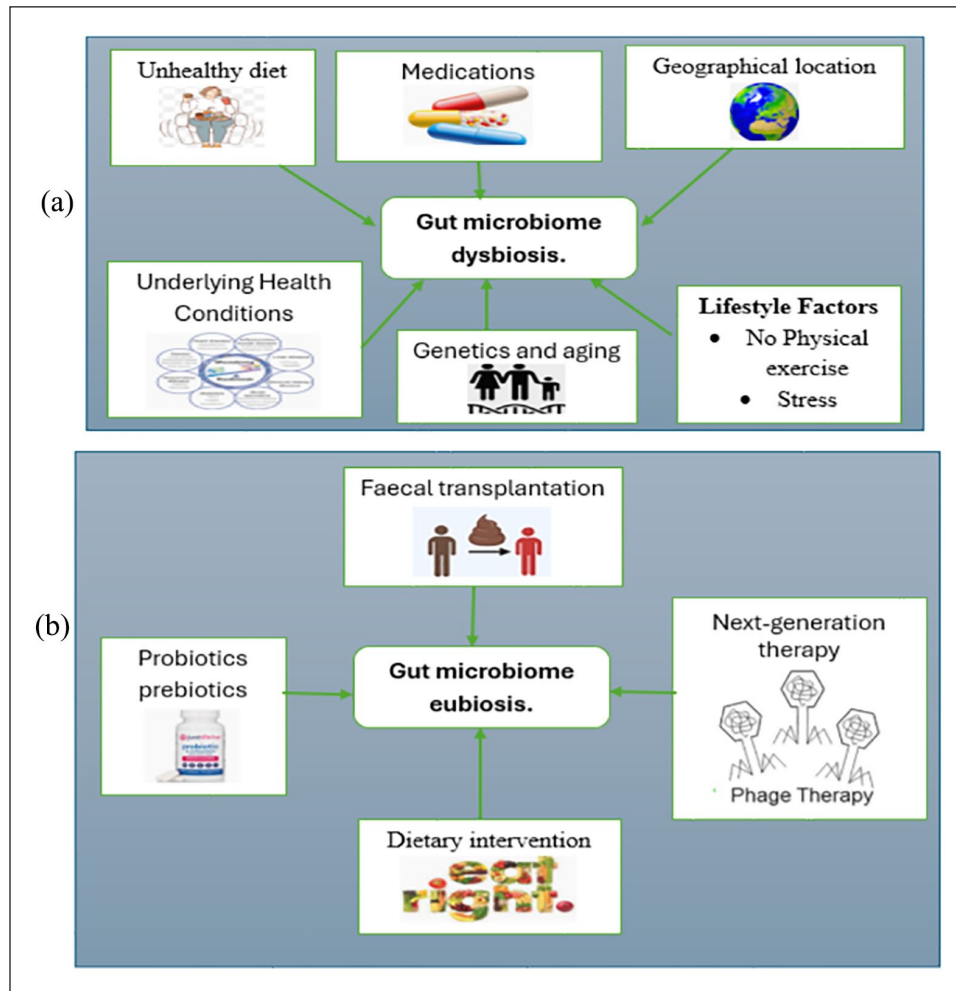 (a)
Unhealthy diet
Medications
Geographical location
Gut microbiome
dysbiosis.
Underlying Health
Conditions
Genetics and aging
Lifestyle Factors
• No Physical
exercise
• Stress
(b)
Faecal transplantation
Probiotics
prebiotics
probiotic
Gut microbiome
eubiosis.
Next-generation
therapy
Phage Therapy
Dietary intervention
eat
right.